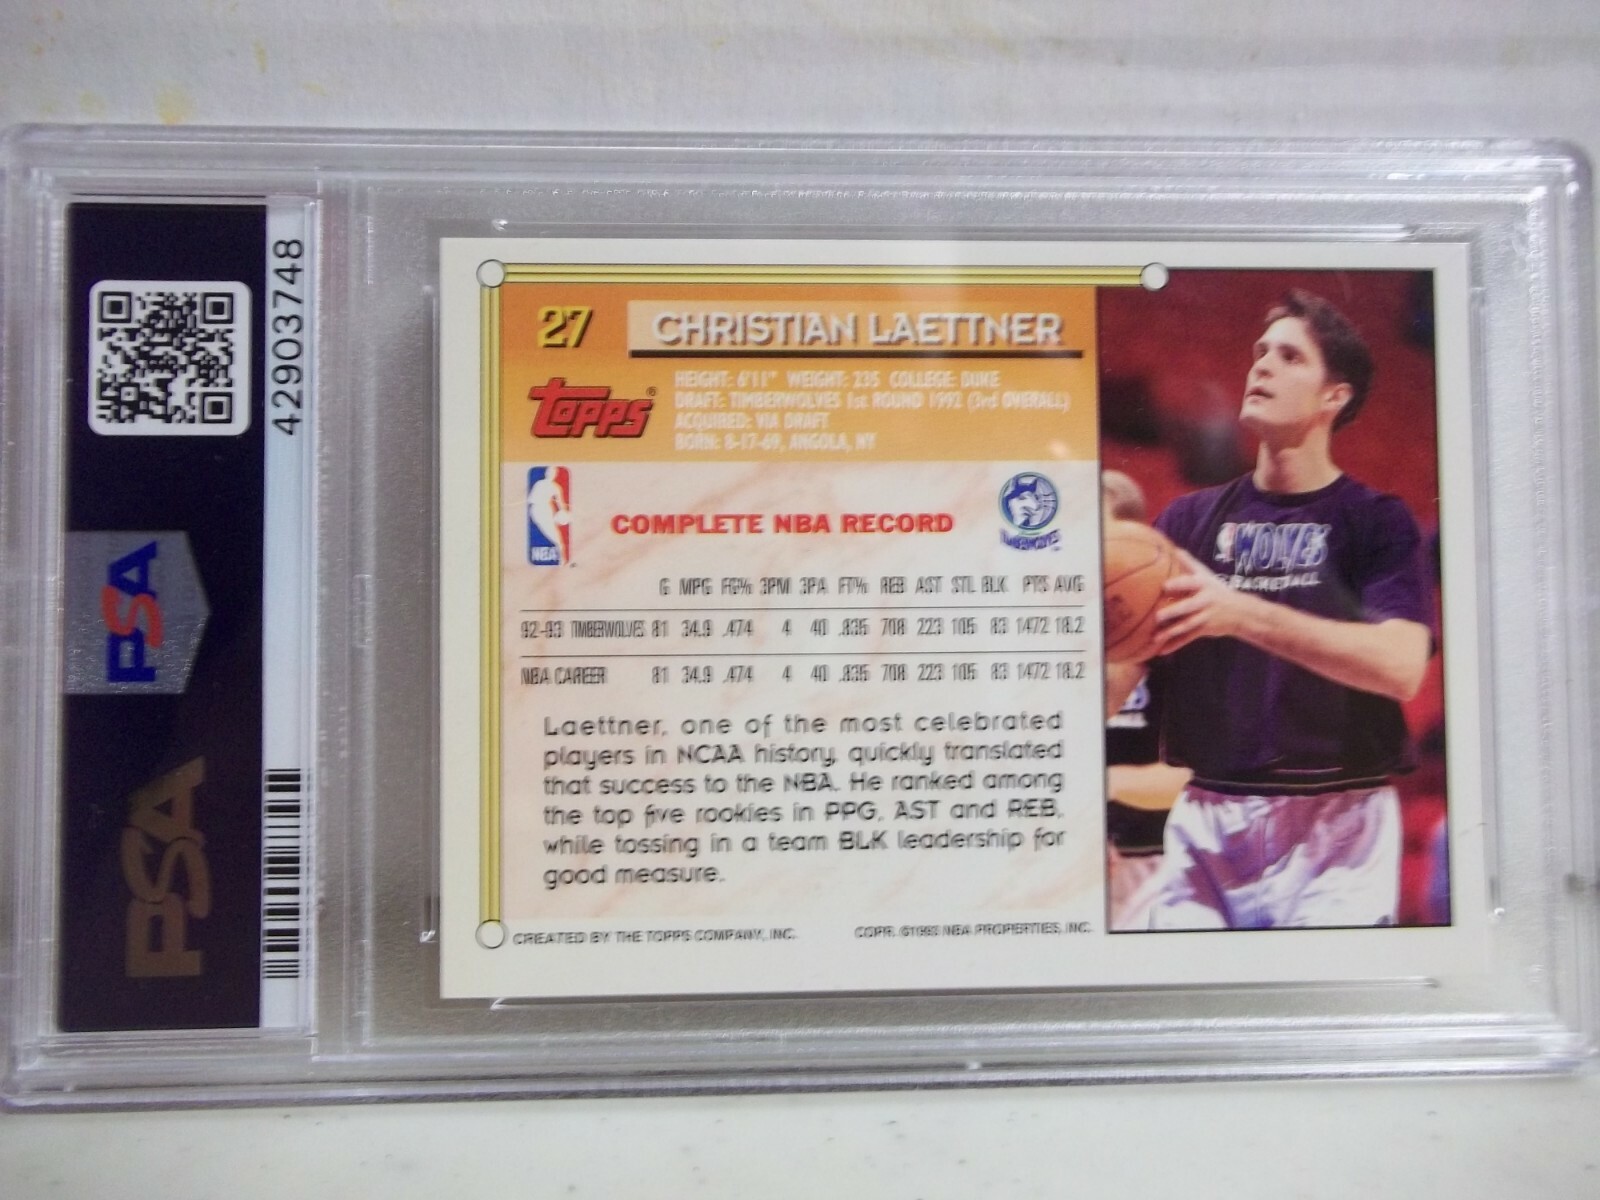 42903748
PSA
PSA
27
CHRISTIAN LAETTNER
Topps®
HEIGHT: 6'11" WEIGHT: 235 COLLEGE: DUKE
DRAFT: TIMBERWOLVES 1st ROUND 1992 (3rd OVERALL)
ACQUIRED: VIA DRAFT
BORN: 8-17-69, ANGOLA, NY
NBA
COMPLETE NBA RECORD
G MPG FG% 3PM 3PA FT% REB AST STL BLK PTS AVG
92-93 TIMBERWOLVES 81 34.9 .474 4 40 .835 708 223 105 83 1472 18.2
NBA CAREER 81 34.9 .474 4 40 .835 708 223 105 83 1472 18.2
Laettner, one of the most celebrated
players in NCAA history, quickly translated
that success to the NBA. He ranked among
the top five rookies in PPG, AST and REB,
while tossing in a team BLK leadership for
good measure.
CREATED BY THE TOPPS COMPANY, INC.
COPR. ©1993 NBA PROPERTIES, INC.
WOLVES
BASKETBALL